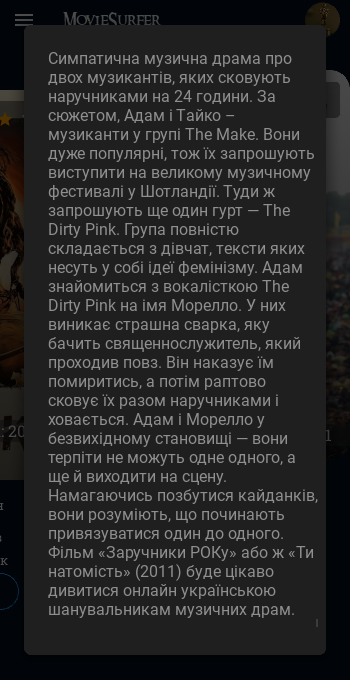 MovieSurfer
Симпатична музична драма про
двох музикантів, яких сковують
наручниками на 24 години. За
сюжетом, Адам і Тайко –
музиканти у групі The Make. Вони
дуже популярні, тож їх запрошують
виступити на великому музичному
фестивалі у Шотландії. Туди ж
запрошують ще один гурт — The
Dirty Pink. Група повністю
складається з дівчат, тексти яких
несуть у собі ідеї фемінізму. Адам
знайомиться з вокалісткою The
Dirty Pink на імя Морелло. У них
виникає страшна сварка, яку
бачить священнослужитель, який
проходив повз. Він наказує їм
помиритись, а потім раптово
сковує їх разом наручниками і
ховається. Адам і Морелло у
безвихідному становищі — вони
терпіти не можуть одне одного, а
ще й виходити на сцену.
Намагаючись позбутися кайданків,
вони розуміють, що починають
привязуватися один до одного.
Фільм «Заручники РОКу» або ж «Ти
натомість» (2011) буде цікаво
дивитися онлайн українською
шанувальникам музичних драм.